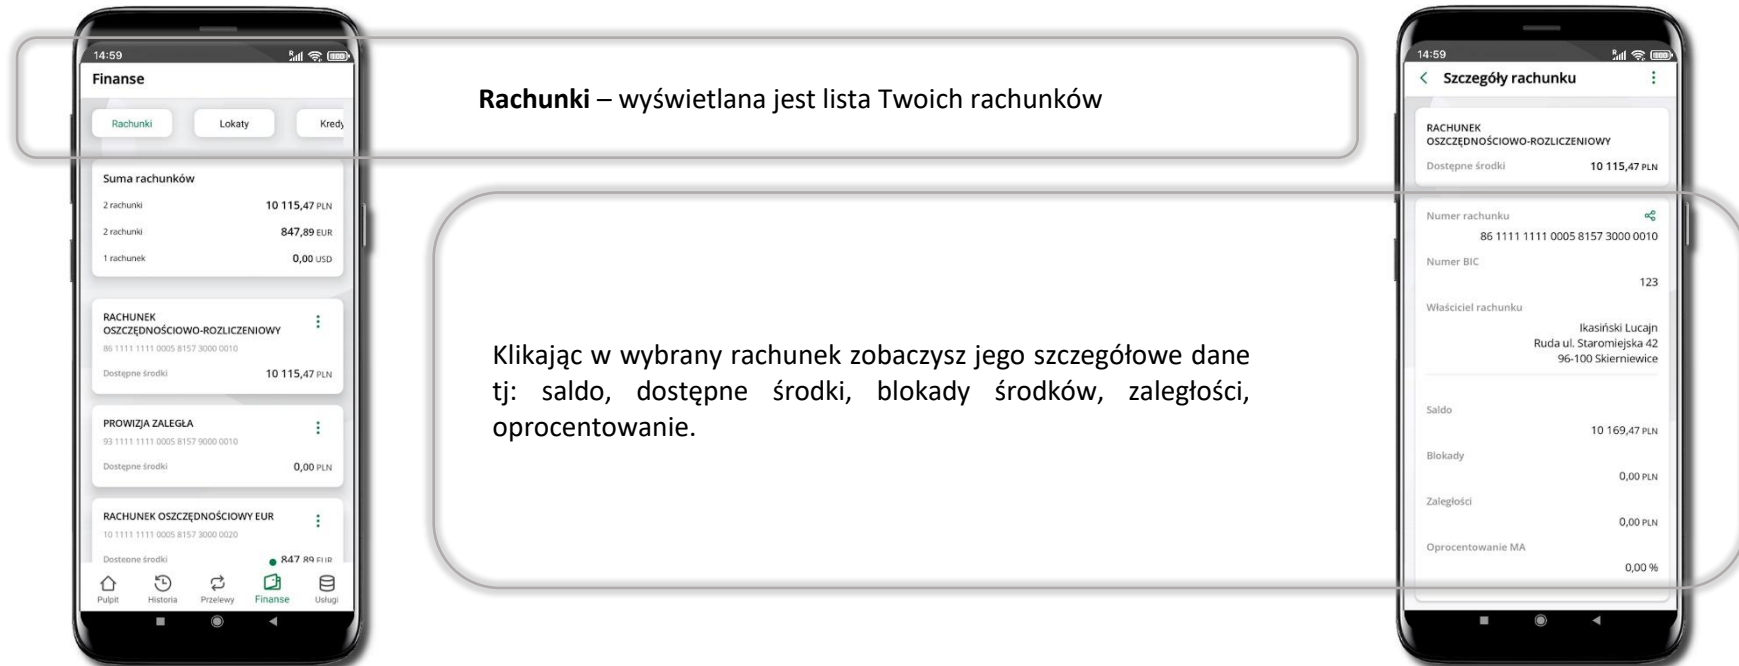 14:59
Finanse
Rachunki
Lokaty
Kredy
Suma rachunków
2 rachunki 10 115,47 PLN
2 rachunki 847,89 EUR
1 rachunek 0,00 USD
RACHUNEK
OSZCZĘDNOŚCIOWO-ROZLICZENIOWY
86 1111 1111 0005 8157 3000 0010
Dostępne środki 10 115,47 PLN
PROWIZJA ZALEGŁA
93 1111 1111 0005 8157 9000 0010
Dostępne środki 0,00 PLN
RACHUNEK OSZCZĘDNOŚCIOWY EUR
10 1111 1111 0005 8157 3000 0020
Dostępne środki 847,89 EUR
Pulpit Historia Przelewy Finanse Usługi
Rachunki – wyświetlana jest lista Twoich rachunków
Klikając w wybrany rachunek zobaczysz jego szczegółowe dane
tj: saldo, dostępne środki, blokady środków, zaległości,
oprocentowanie.
14:59
Szczegóły rachunku
RACHUNEK
OSZCZĘDNOŚCIOWO-ROZLICZENIOWY
Dostępne środki 10 115,47 PLN
Numer rachunku
86 1111 1111 0005 8157 3000 0010
Numer BIC
123
Właściciel rachunku
Ikasiński Lucajn
Ruda ul. Staromiejska 42
96-100 Skierniewice
Saldo
10 169,47 PLN
Blokady
0,00 PLN
Zaległości
0,00 PLN
Oprocentowanie MA
0,00 %